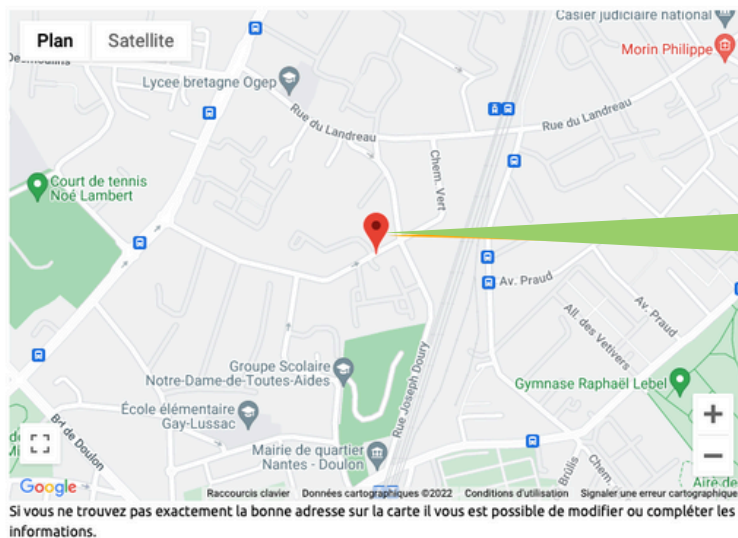 Casier judiciaire national
Plan
Satellite
Morin Philippe
Lycee bretagne Ogep
Rue du Landreau
Rue du Landreau
Chem. Vert
Court de tennis
Noé Lambert
Av. Praud
Av. Praud
All. des Vetivers
Groupe Scolaire
Notre-Dame-de-Toutes-Aides
Rue Joseph Doury
Gymnase Raphaël Lebel
École élémentaire
Gay-Lussac
Bd de Doulon
Mairie de quartier
Nantes - Doulon
Brûlis
Chem.
Aire de
+
−
Google
Raccourcis clavier
Données cartographiques ©2022
Conditions d'utilisation
Signaler une erreur cartographique
Si vous ne trouvez pas exactement la bonne adresse sur la carte il vous est possible de modifier ou compléter les
informations.